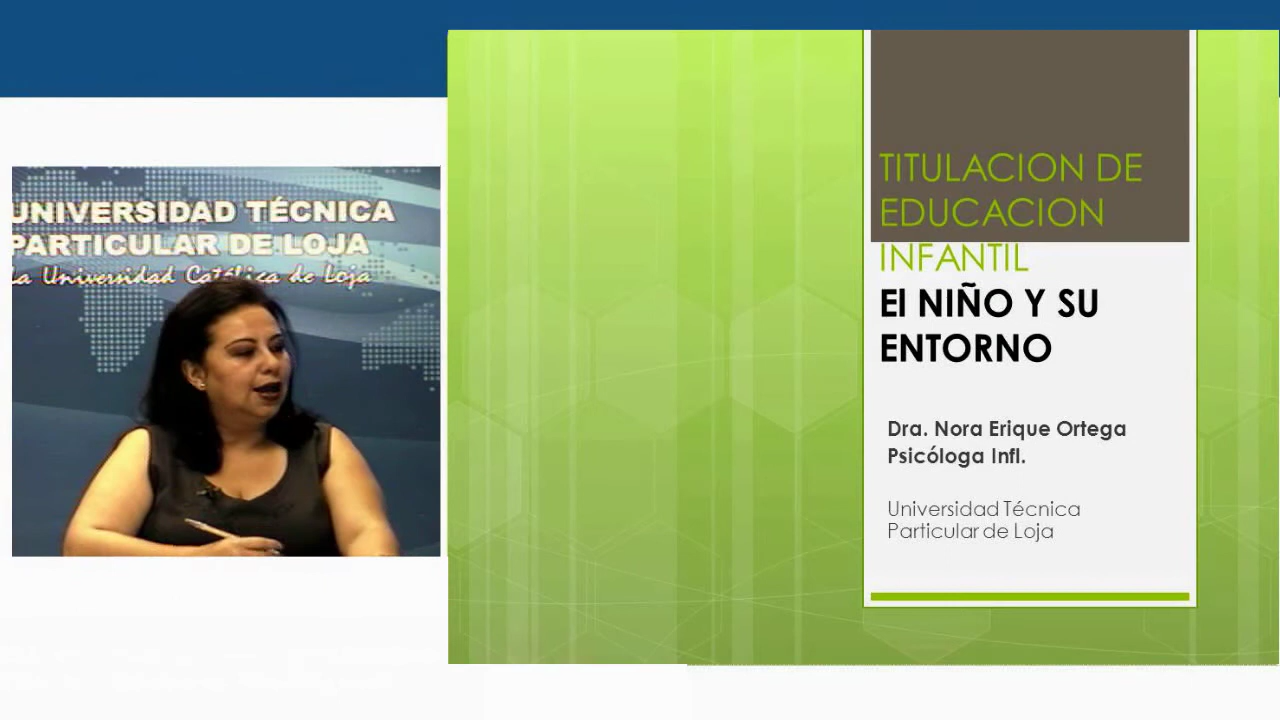 UNIVERSIDAD TÉCNICA
PARTICULAR DE LOJA
La Universidad Católica de Loja
TITULACION DE
EDUCACION
INFANTIL
El NIÑO Y SU
ENTORNO
Dra. Nora Erique Ortega
Psicóloga Infl.
Universidad Técnica
Particular de Loja